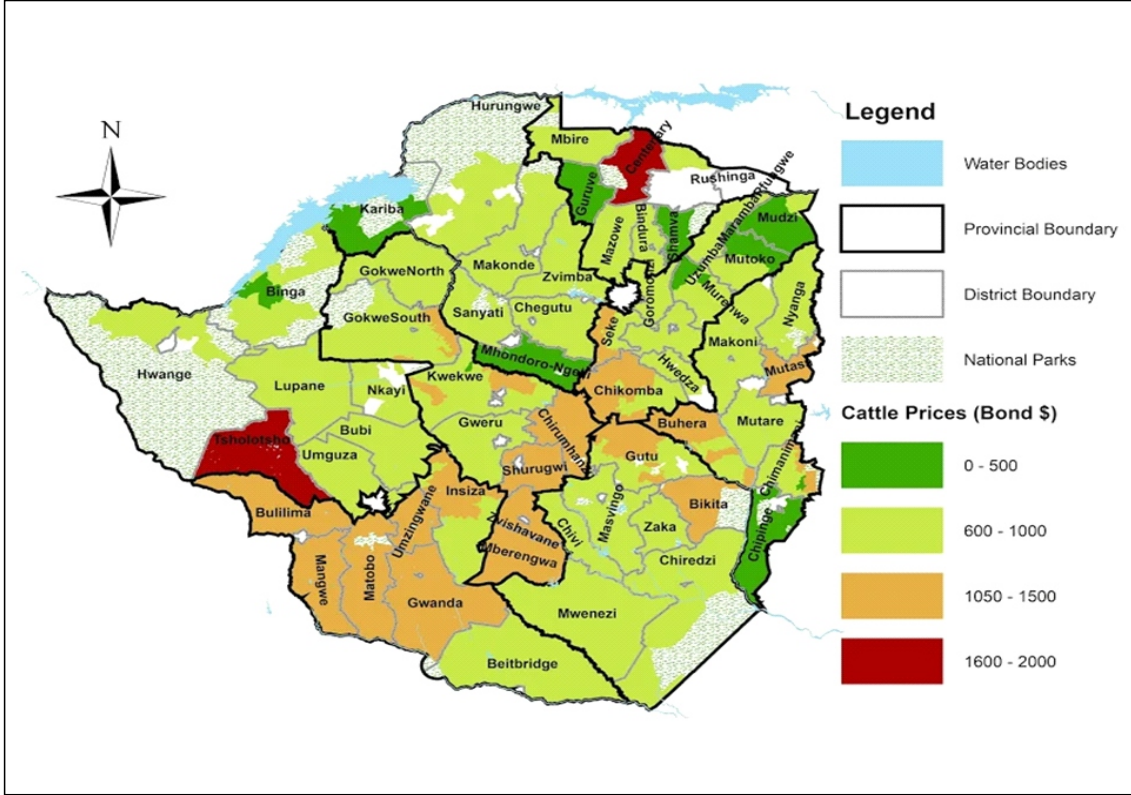 N
Hurungwe
Mbire
Centenary
Rushinga
UzumbaMarambaPfungwe
Guruve
Kariba
Mudzi
Bindura
Shamva
Mazowe
Mutoko
GokweNorth
Makonde
Zvimba
Goromonzi
Murehwa
Binga
Nyanga
Sanyati
Chegutu
GokweSouth
Seke
Makoni
Mhondoro-Ngezi
Hwedza
Mutasa
Hwange
Lupane
Nkayi
Kwekwe
Chikomba
Gweru
Chirumhanzi
Buhera
Mutare
Tsholotsho
Bubi
Umguza
Gutu
Chimanimani
Shurugwi
Insiza
Bulilima
Umzingwane
Zvishavane
Chivi
Masvingo
Bikita
Zaka
Chipinge
Mberengwa
Chiredzi
Mangwe
Matobo
Gwanda
Mwenezi
Beitbridge
Legend
Water Bodies
Provincial Boundary
District Boundary
National Parks
Cattle Prices (Bond $)
0 - 500
600 - 1000
1050 - 1500
1600 - 2000